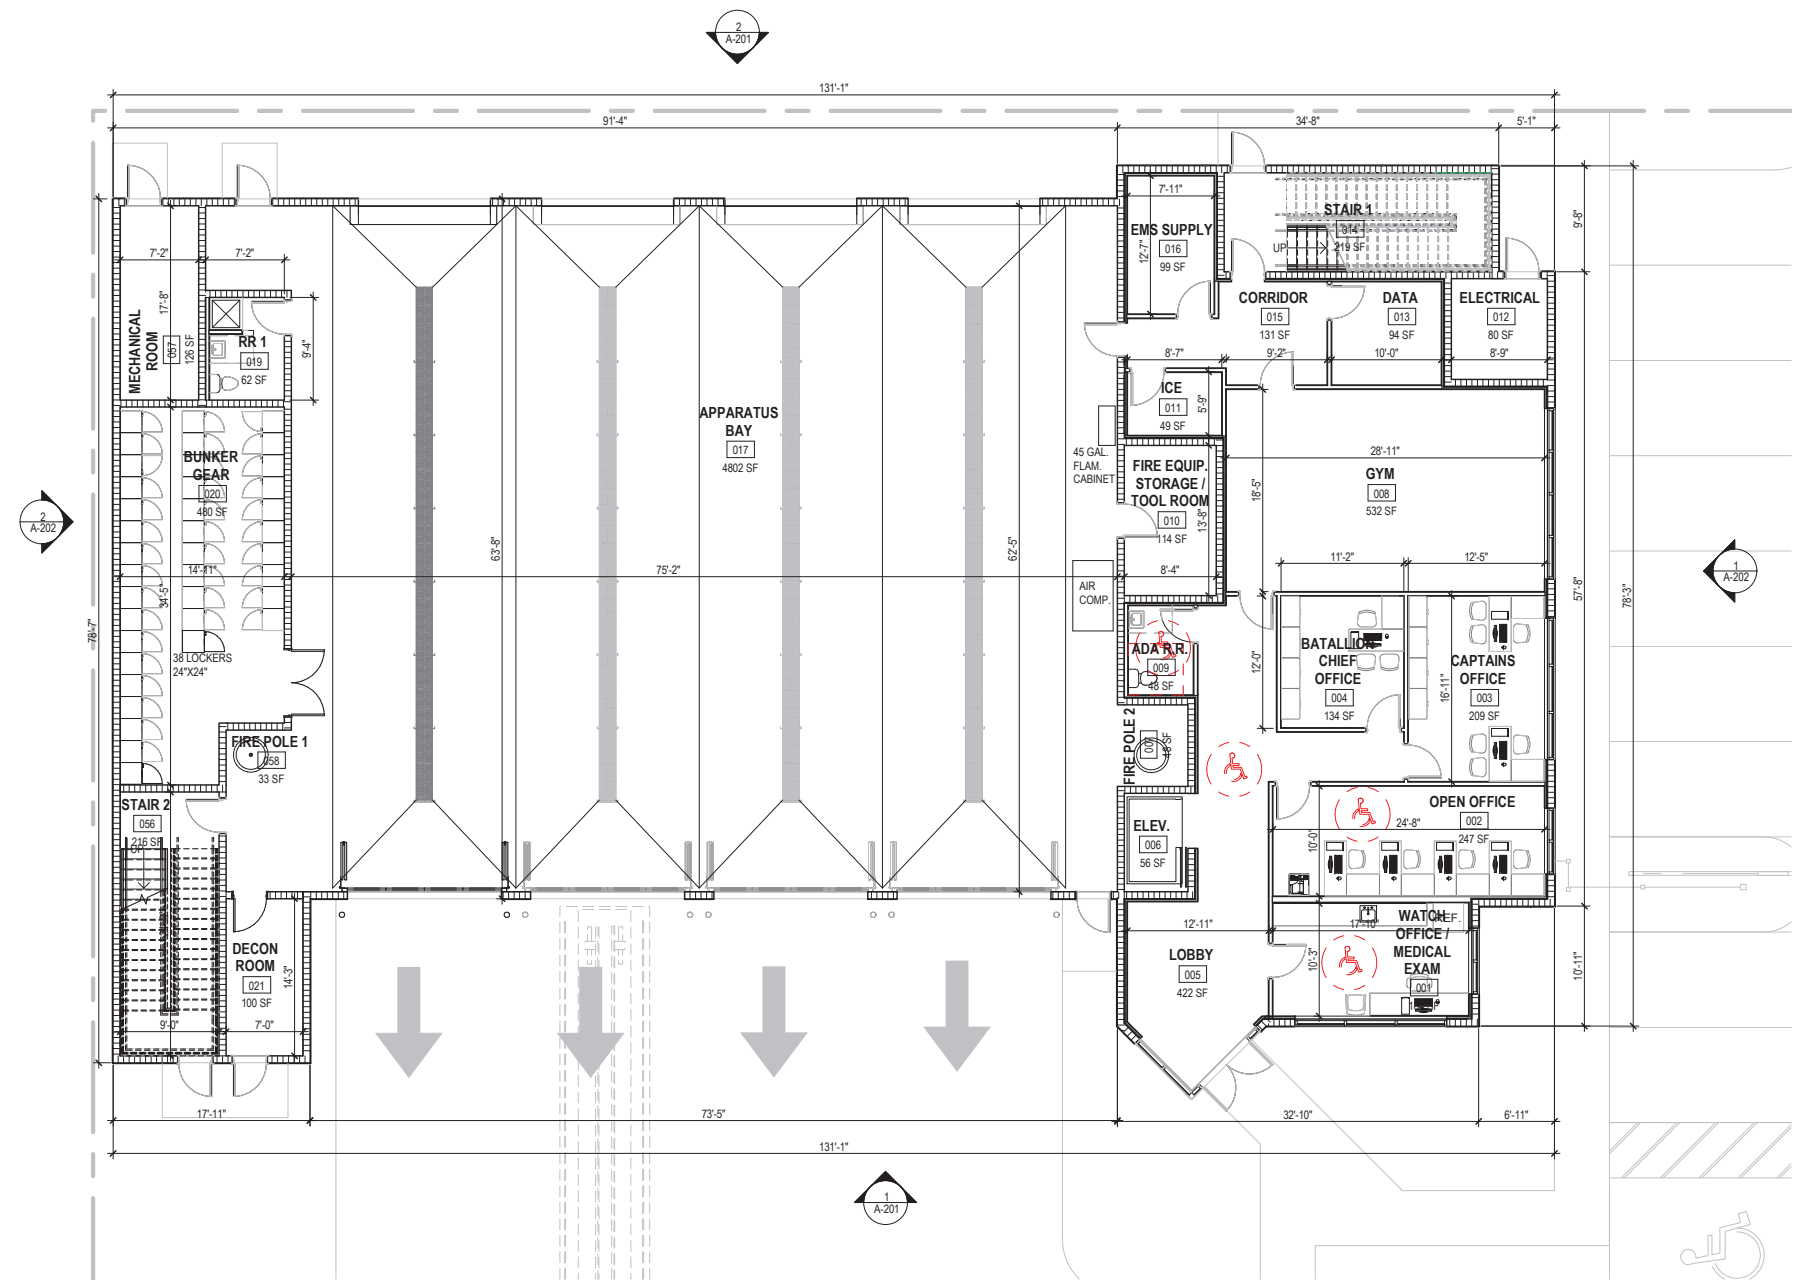 2
A-201
131'-1"
91'-4"
34'-8"
5'-1"
7'-11"
EMS SUPPLY
016
99 SF
12'-7"
STAIR 1
014
219 SF
UP
9'-8"
7'-2"
7'-2"
17'-8"
MECHANICAL
ROOM
057
126 SF
RR 1
019
62 SF
9'-4"
CORRIDOR
015
131 SF
9'-2"
DATA
013
94 SF
10'-0"
ELECTRICAL
012
80 SF
8'-9"
8'-7"
ICE
011
49 SF
5'-9"
APPARATUS
BAY
017
4802 SF
63'-8"
62'-5"
75'-2"
45 GAL.
FLAM.
CABINET
FIRE EQUIP.
STORAGE /
TOOL ROOM
010
114 SF
13'-8"
8'-4"
28'-11"
GYM
008
532 SF
18'-5"
11'-2"
12'-5"
BUNKER
GEAR
020
480 SF
14'-11"
34'-5"
38 LOCKERS
24"X24"
2
A-202
78'-7"
1
A-202
57'-8"
78'-3"
AIR
COMP.
ADA R.R.
009
48 SF
12'-0"
BATALLION
CHIEF
OFFICE
004
134 SF
CAPTAINS
OFFICE
003
209 SF
16'-11"
FIRE POLE 2
007
48 SF
FIRE POLE 1
058
33 SF
STAIR 2
056
216 SF
UP
9'-0"
ELEV.
006
56 SF
OPEN OFFICE
002
247 SF
24'-8"
10'-0"
DECON
ROOM
021
100 SF
14'-3"
7'-0"
12'-11"
LOBBY
005
422 SF
17'-10"
REF.
WATCH
OFFICE /
MEDICAL
EXAM
001
10'-3"
10'-11"
17'-11"
73'-5"
32'-10"
6'-11"
131'-1"
1
A-201